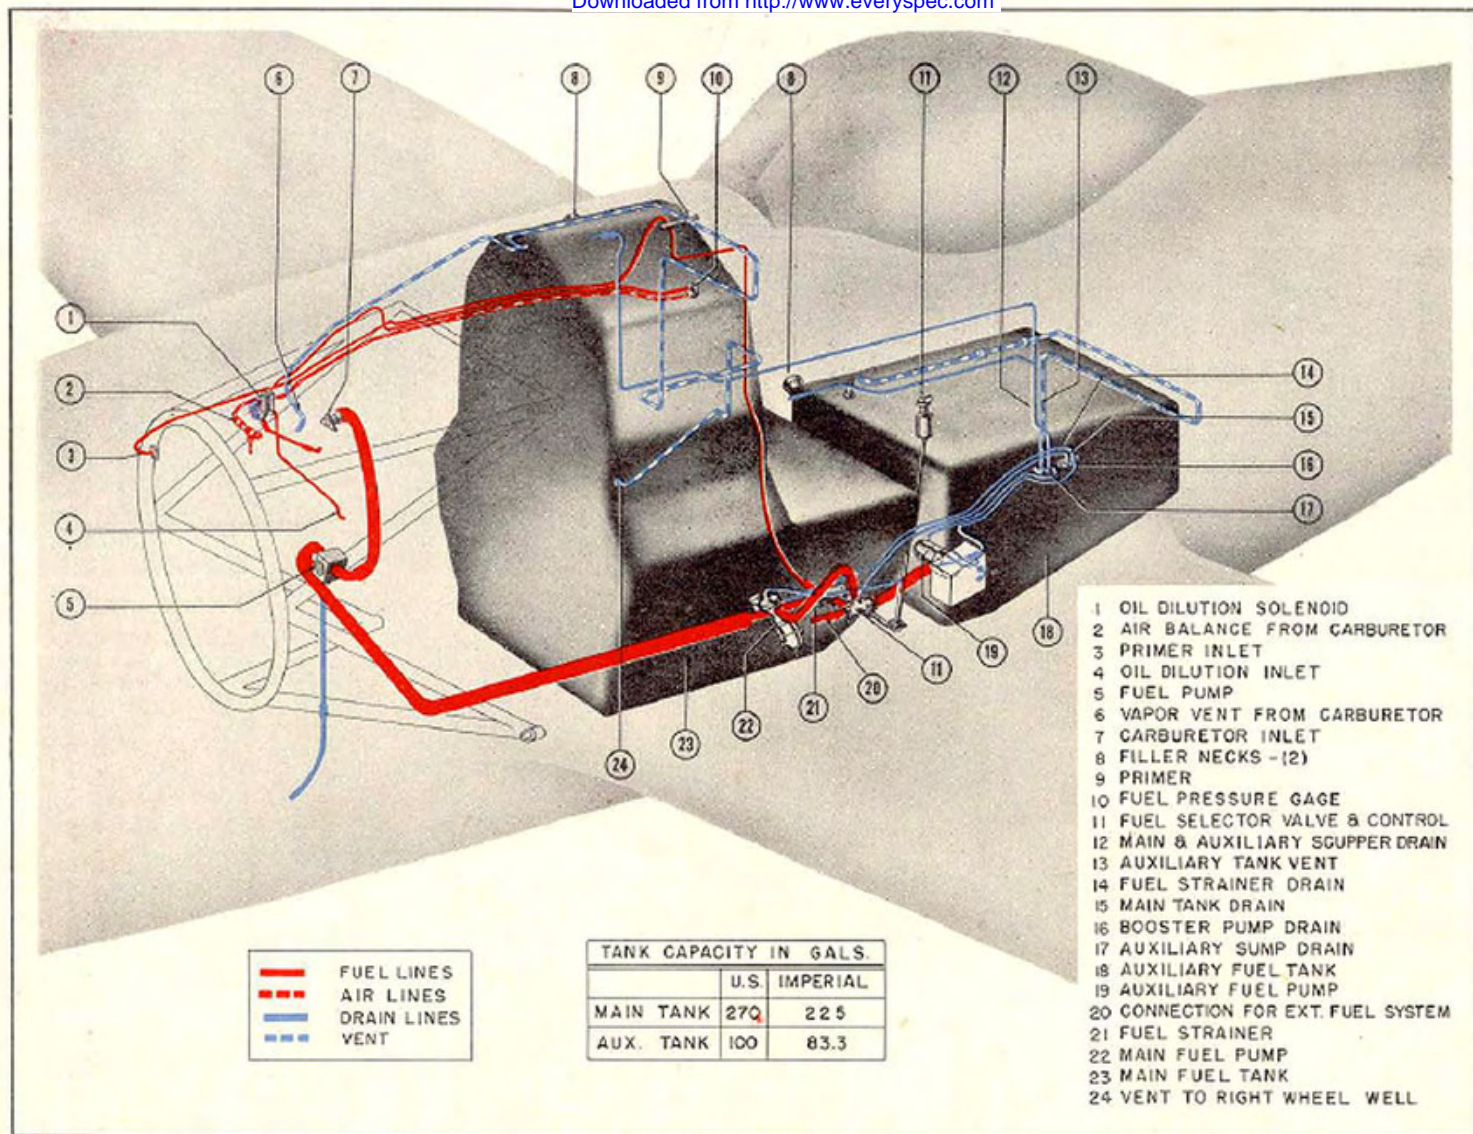 Downloaded from http://www.everyspec.com
6 7 8 9 10 8 11 12 13
1
2
3
4
5
14
15
16
17
18
19
11
20
21
22
23
24
1 OIL DILUTION SOLENOID
2 AIR BALANCE FROM CARBURETOR
3 PRIMER INLET
4 OIL DILUTION INLET
5 FUEL PUMP
6 VAPOR VENT FROM CARBURETOR
7 CARBURETOR INLET
8 FILLER NECKS - (2)
9 PRIMER
10 FUEL PRESSURE GAGE
11 FUEL SELECTOR VALVE & CONTROL
12 MAIN & AUXILIARY SCUPPER DRAIN
13 AUXILIARY TANK VENT
14 FUEL STRAINER DRAIN
15 MAIN TANK DRAIN
16 BOOSTER PUMP DRAIN
17 AUXILIARY SUMP DRAIN
18 AUXILIARY FUEL TANK
19 AUXILIARY FUEL PUMP
20 CONNECTION FOR EXT. FUEL SYSTEM
21 FUEL STRAINER
22 MAIN FUEL PUMP
23 MAIN FUEL TANK
24 VENT TO RIGHT WHEEL WELL
FUEL LINES
AIR LINES
DRAIN LINES
VENT
TANK CAPACITY IN GALS.
U.S. IMPERIAL
MAIN TANK 270 225
AUX. TANK 100 83.3